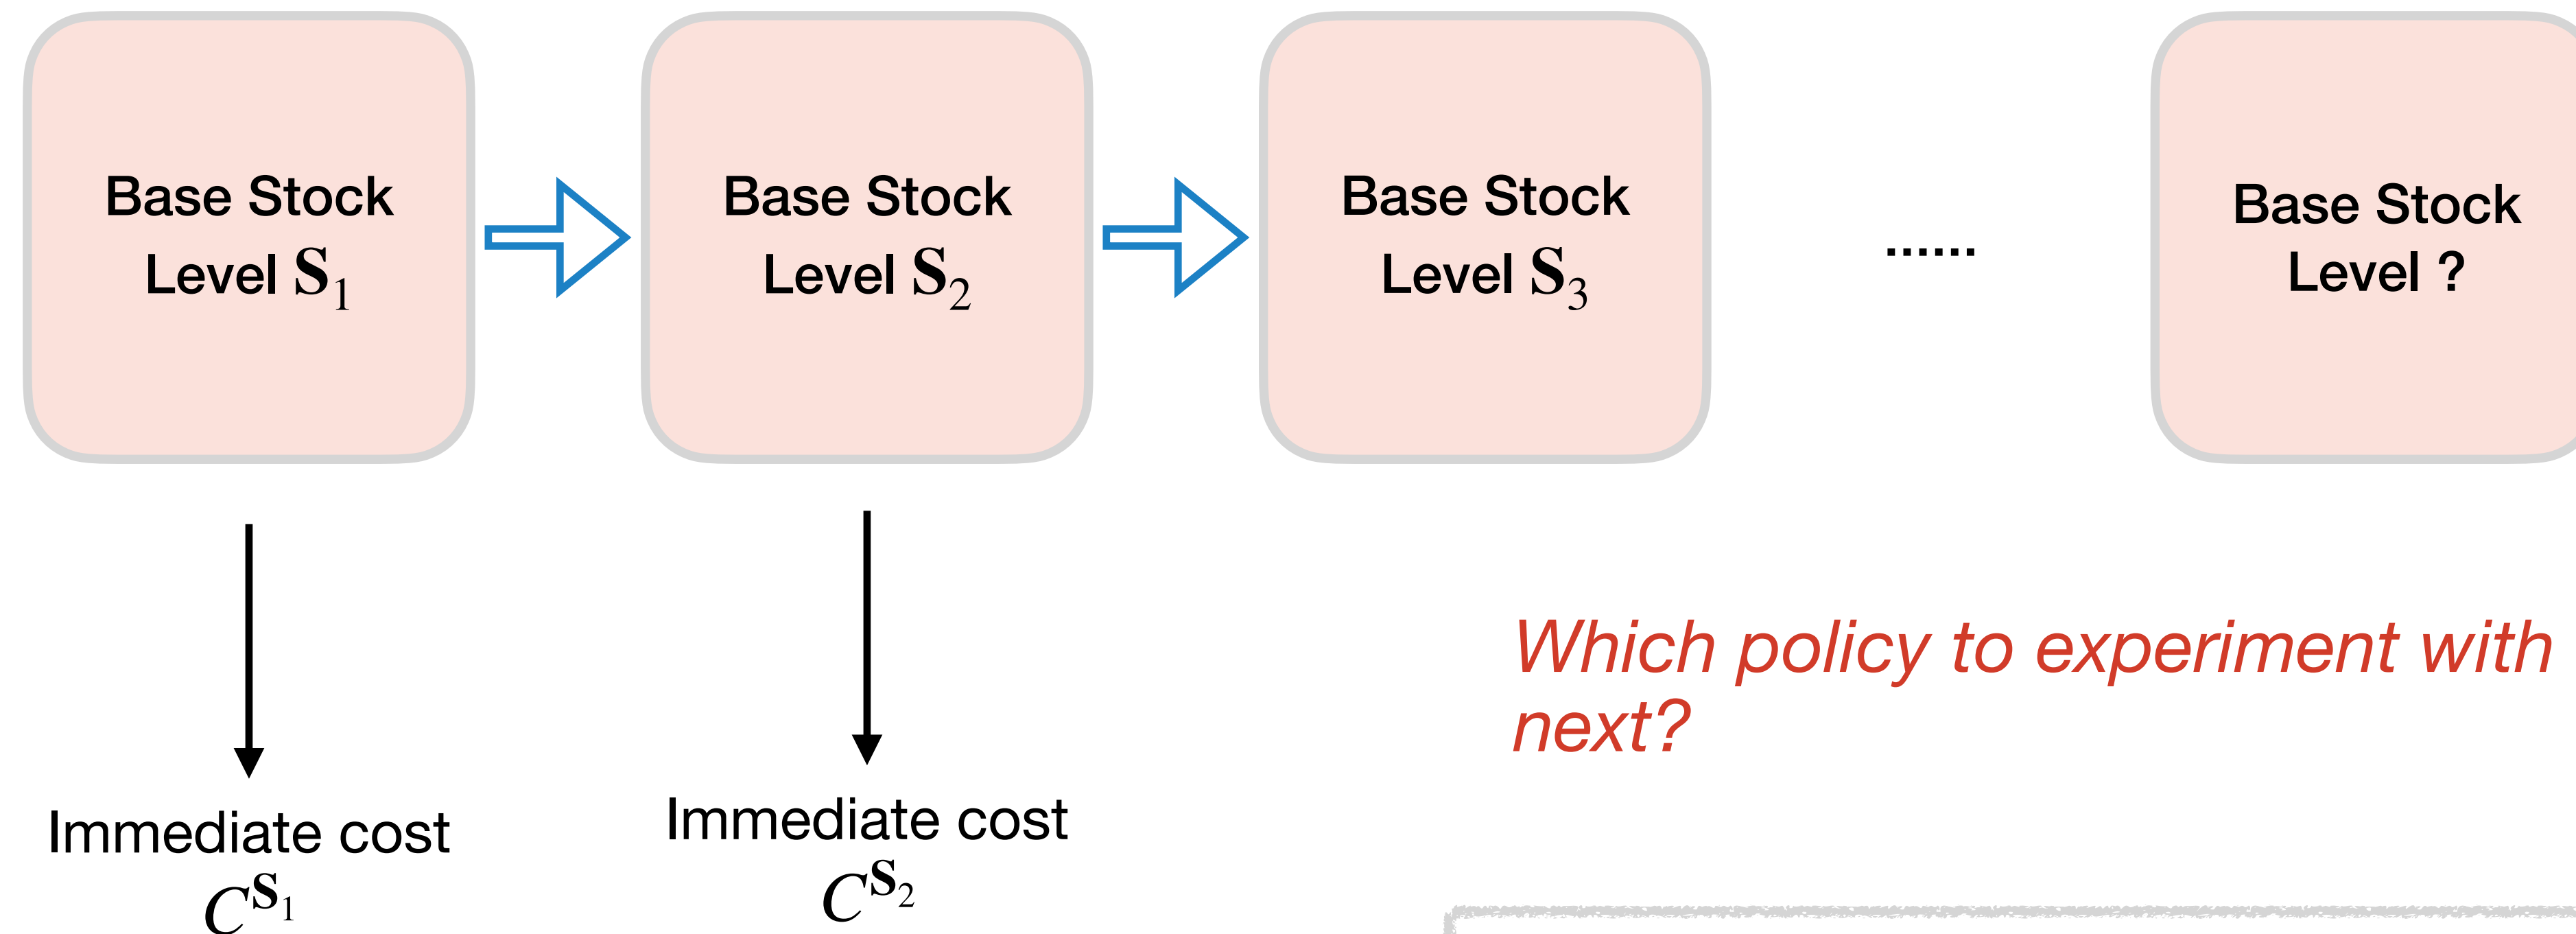 Base Stock
Level S₁
Base Stock
Level S₂
Base Stock
Level S₃
......
Base Stock
Level ?
Which policy to experiment with
next?
Immediate cost
C^{S₁}
Immediate cost
C^{S₂}